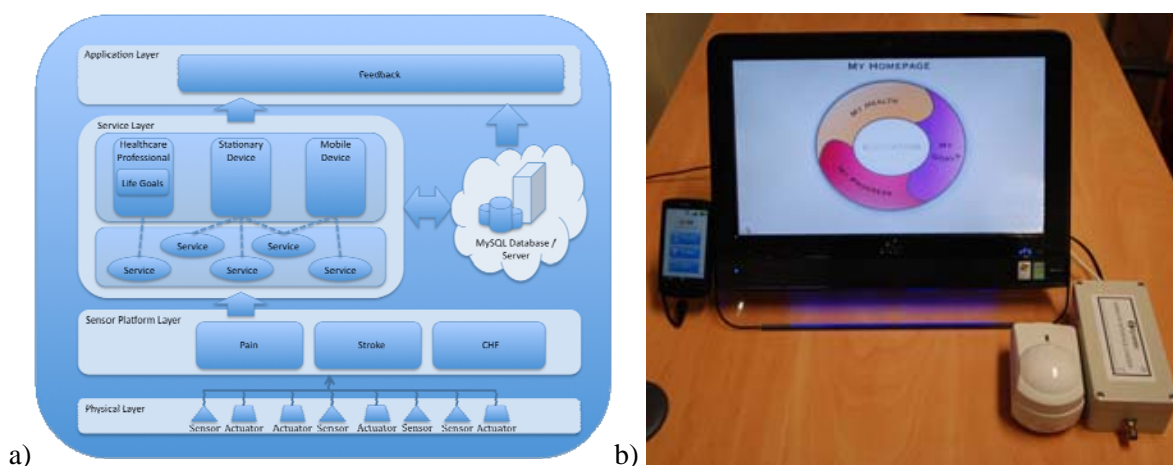 Application Layer
Feedback
Service Layer
Healthcare
Professional
Life Goals
Stationary
Device
Mobile
Device
Service
Service
Service
Service
Service
MySQL Database /
Server
Sensor Platform Layer
Pain
Stroke
CHF
Physical Layer
Sensor Actuator Actuator Sensor Actuator Sensor Sensor Actuator
a)
MY HOMEPAGE
MY HEALTH
MY
MY PROGRESS
b)